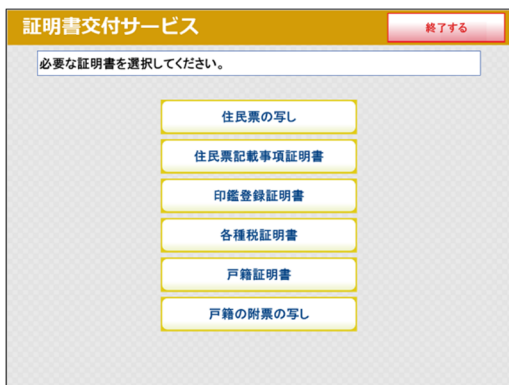 証明書交付サービス
終了する
必要な証明書を選択してください。
住民票の写し
住民票記載事項証明書
印鑑登録証明書
各種税証明書
戸籍証明書
戸籍の附票の写し